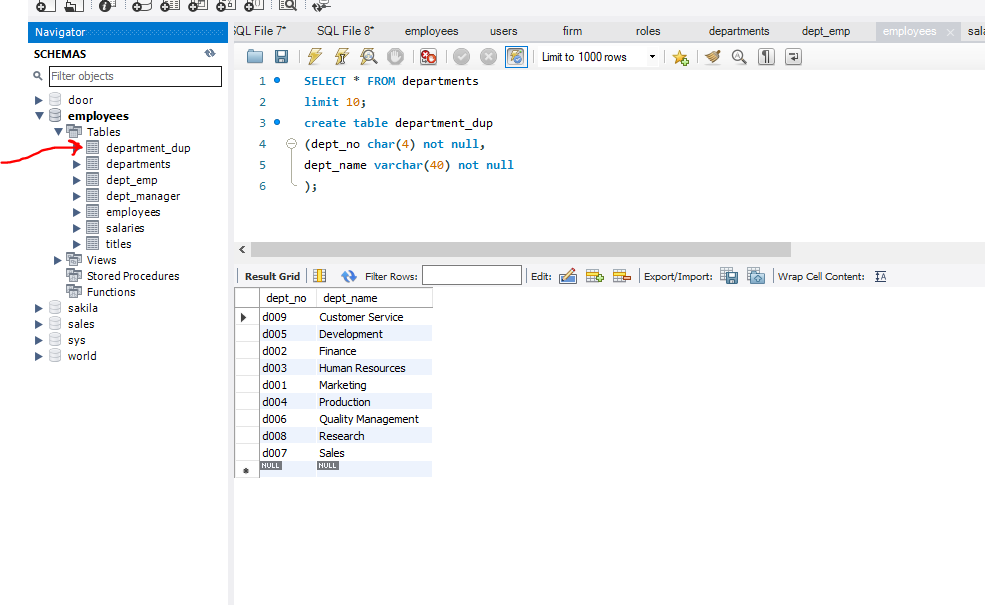 Navigator
SQL File 7* SQL File 8* employees users firm roles departments dept_emp employees
SCHEMAS
Limit to 1000 rows
Filter objects
door
employees
Tables
department_dup
departments
dept_emp
dept_manager
employees
salaries
titles
Views
Stored Procedures
Functions
sakila
sales
sys
world
1 SELECT * FROM departments
2 limit 10;
3 create table department_dup
4 (dept_no char(4) not null,
5 dept_name varchar(40) not null
6 );
Result Grid Filter Rows: Edit: Export/Import: Wrap Cell Content: IA
dept_no dept_name
d009 Customer Service
d005 Development
d002 Finance
d003 Human Resources
d001 Marketing
d004 Production
d006 Quality Management
d008 Research
d007 Sales
NULL NULL